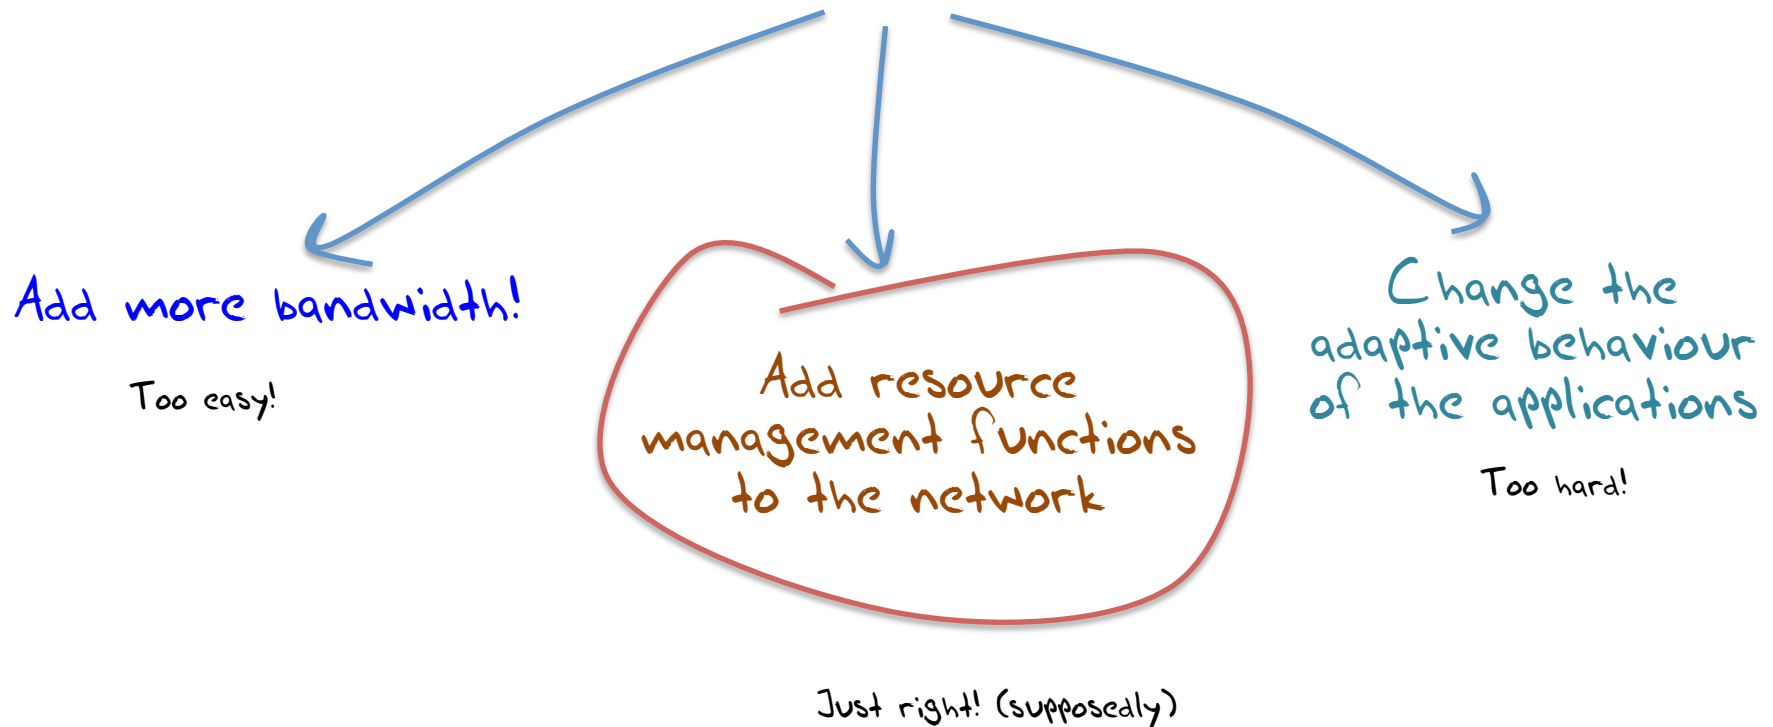 Add more bandwidth!
Too easy!
Add resource
management functions
to the network
Just right! (supposedly)
Change the
adaptive behaviour
of the applications
Too hard!